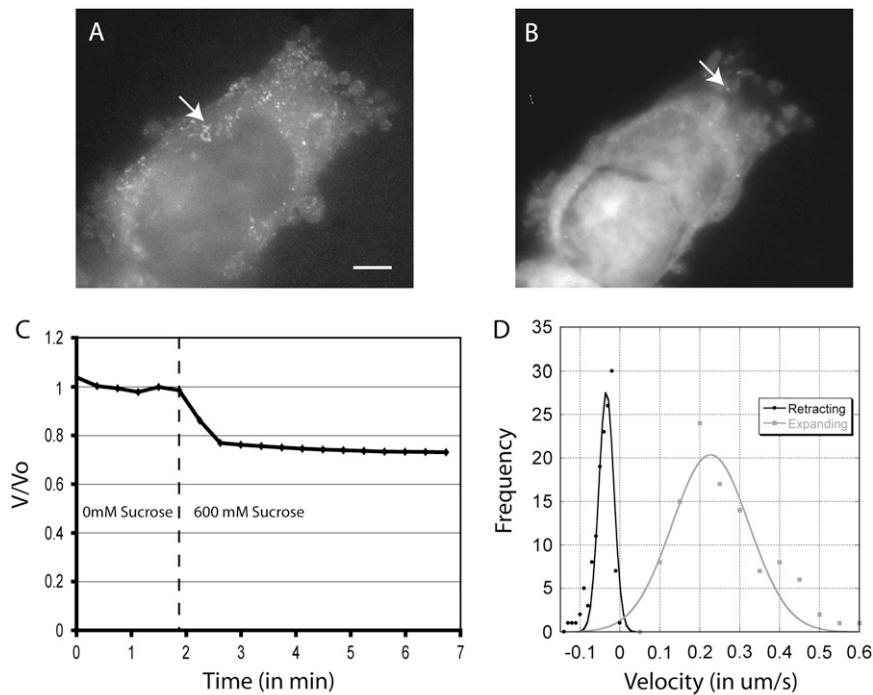 A
B
C
1.2
1
0.8
0.6
0.4
0.2
0
V/Vo
0mM Sucrose
600 mM Sucrose
0 1 2 3 4 5 6 7
Time (in min)
D
35
30
25
20
15
10
5
0
Frequency
Retracting
Expanding
-0.1 0 0.1 0.2 0.3 0.4 0.5 0.6
Velocity (in um/s)